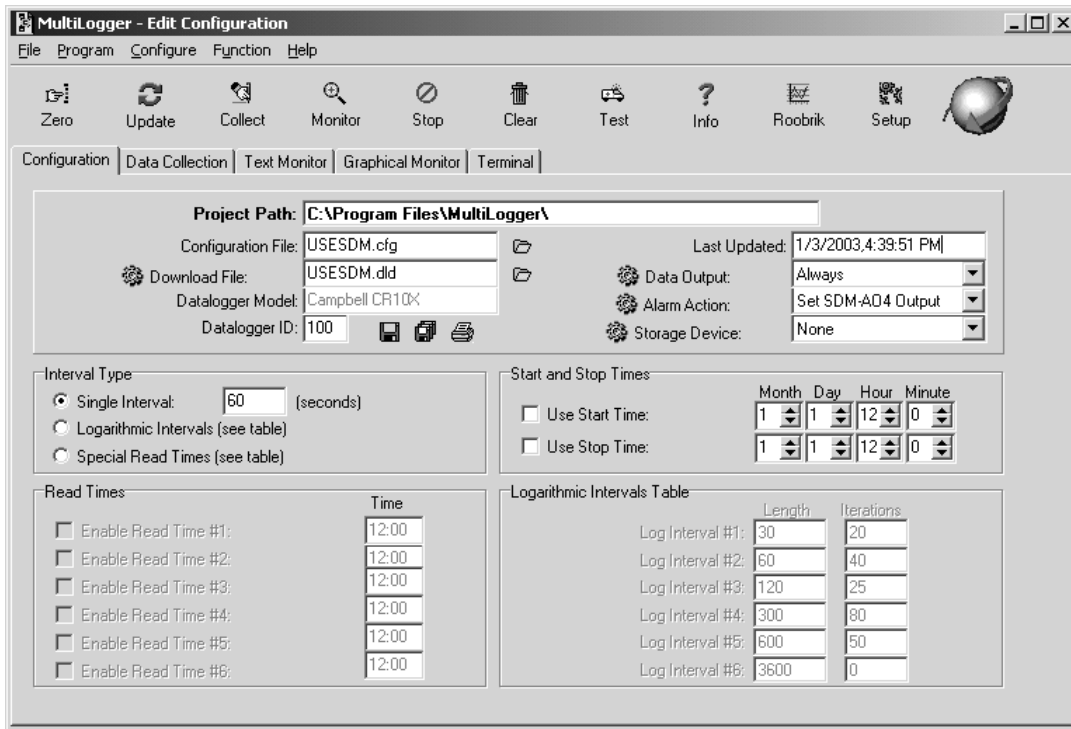 MultiLogger - Edit Configuration
File Program Configure Function Help
Zero Update Collect Monitor Stop Clear Test Info Roobrik Setup
Configuration Data Collection Text Monitor Graphical Monitor Terminal
Project Path: C:\Program Files\MultiLogger\
Configuration File: USESDM.cfg Last Updated: 1/3/2003,4:39:51 PM
Download File: USESDM.dld Data Output: Always
Datalogger Model: Campbell CR10X Alarm Action: Set SDM-AO4 Output
Datalogger ID: 100 Storage Device: None
Interval Type
Single Interval: 60 (seconds)
Logarithmic Intervals (see table)
Special Read Times (see table)
Start and Stop Times
Month Day Hour Minute
Use Start Time: 1 1 12 0
Use Stop Time: 1 1 12 0
Read Times
Time
Enable Read Time #1: 12:00
Enable Read Time #2: 12:00
Enable Read Time #3: 12:00
Enable Read Time #4: 12:00
Enable Read Time #5: 12:00
Enable Read Time #6: 12:00
Logarithmic Intervals Table
Length Iterations
Log Interval #1: 30 20
Log Interval #2: 60 40
Log Interval #3: 120 25
Log Interval #4: 300 80
Log Interval #5: 600 50
Log Interval #6: 3600 0